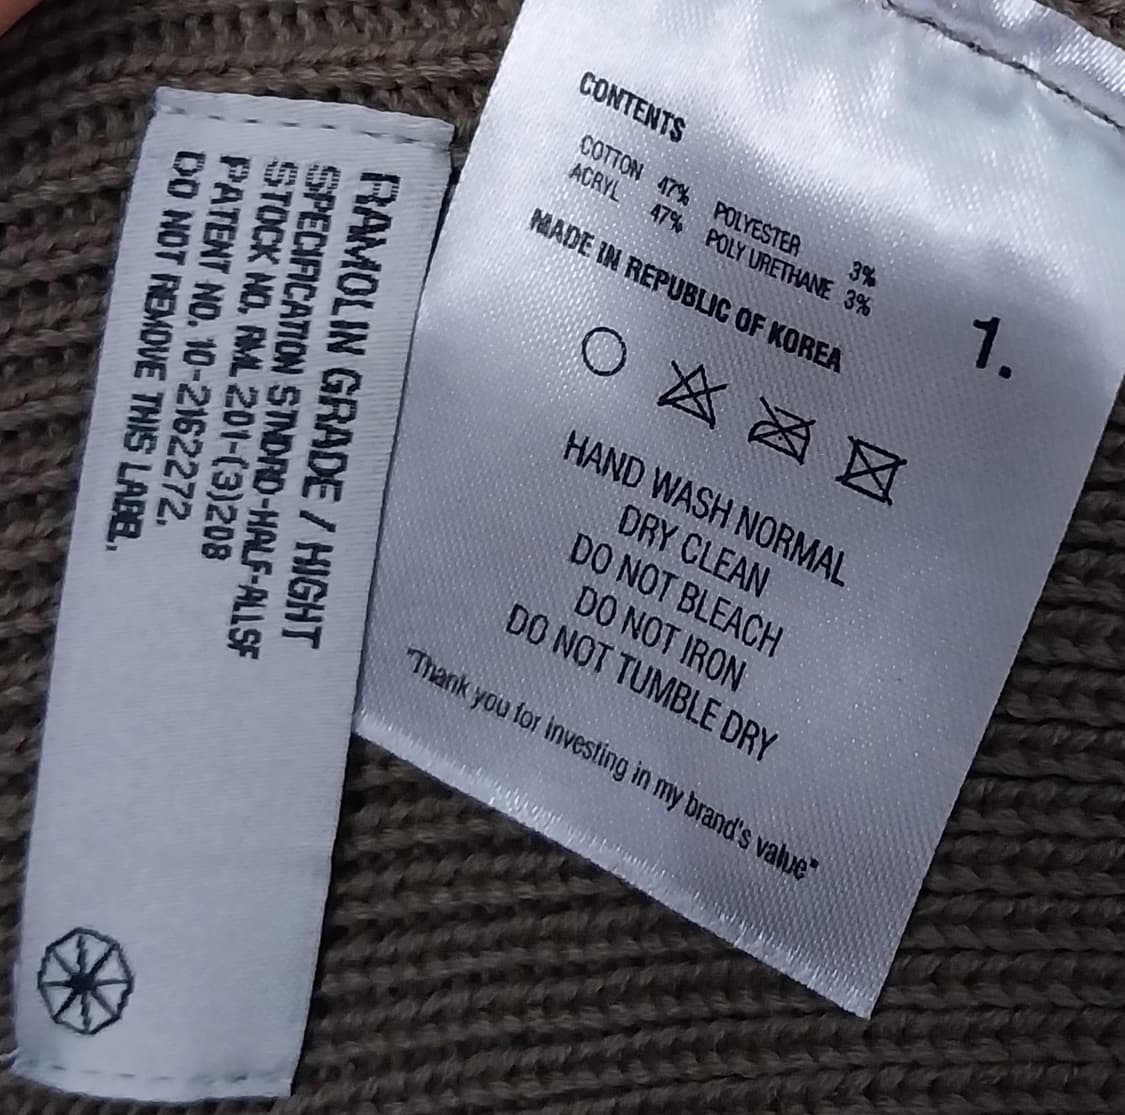 RAMOLIN GRADE / HIGHT
SPECIFICATION STNDRD-HALF-ALLSF
STOCK NO. RML 201-(3)208
PATENT NO. 10-2162272.
DO NOT REMOVE THIS LABEL.
CONTENTS
COTTON 47% POLYESTER 3%
ACRYL 47% POLY URETHANE 3%
MADE IN REPUBLIC OF KOREA
1.
HAND WASH NORMAL
DRY CLEAN
DO NOT BLEACH
DO NOT IRON
DO NOT TUMBLE DRY
"Thank you for investing in my brand's value"